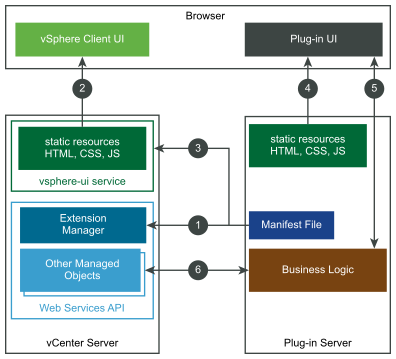 Browser
vSphere Client UI
Plug-in UI
2
4
5
static resources
HTML, CSS, JS
vsphere-ui service
3
static resources
HTML, CSS, JS
Extension
Manager
1
Manifest File
Other Managed
Objects
6
Business Logic
Web Services API
vCenter Server
Plug-in Server